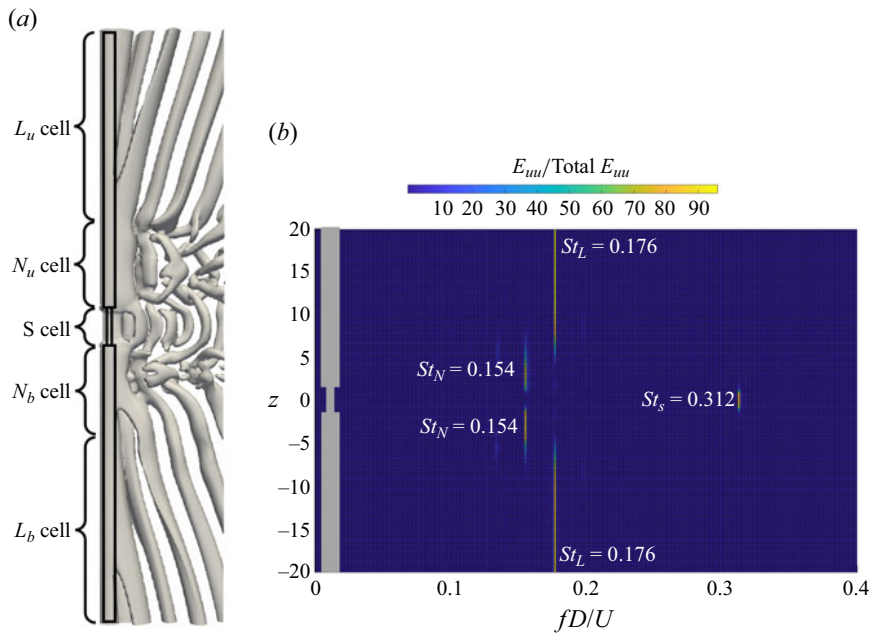 (a)
L_u cell
N_u cell
S cell
N_b cell
L_b cell
(b)
E_uu/Total E_uu
10 20 30 40 50 60 70 80 90
20
15
10
5
z 0
–5
–10
–15
–20
St_L = 0.176
St_N = 0.154
St_s = 0.312
St_N = 0.154
St_L = 0.176
0 0.1 0.2 0.3 0.4
fD/U